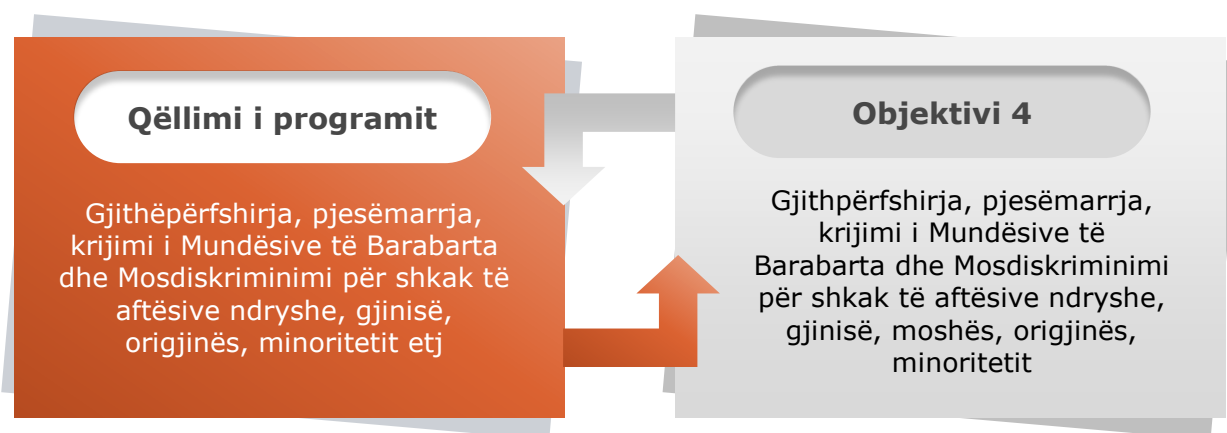 Qëllimi i programit
Gjithëpërfshirja, pjesëmarrja,
krijimi i Mundësive të Barabarta
dhe Mosdiskriminimi për shkak të
aftësive ndryshe, gjinisë,
origjinës, minoritetit etj
Objektivi 4
Gjithpërfshirja, pjesëmarrja,
krijimi i Mundësive të
Barabarta dhe Mosdiskriminimi
për shkak të aftësive ndryshe,
gjinisë, moshës, origjinës,
minoritetit